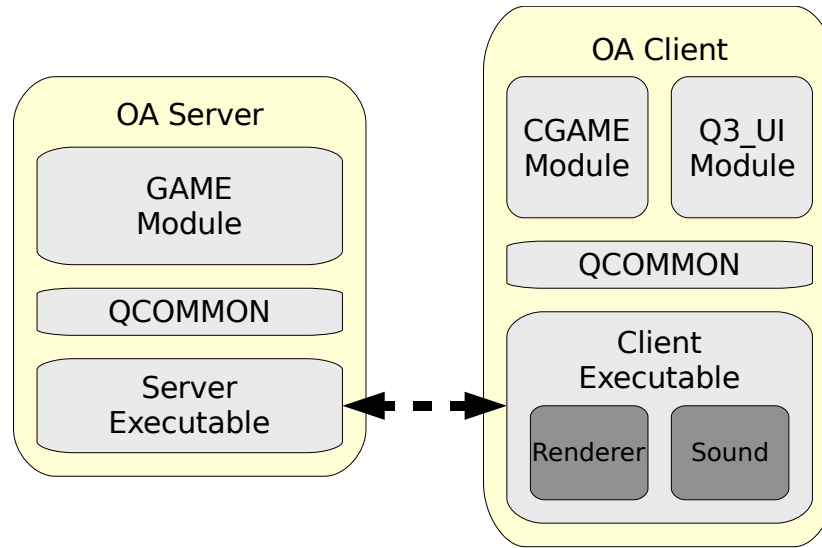 OA Server
GAME
Module
QCOMMON
Server
Executable
OA Client
CGAME
Module
Q3_UI
Module
QCOMMON
Client
Executable
Renderer
Sound